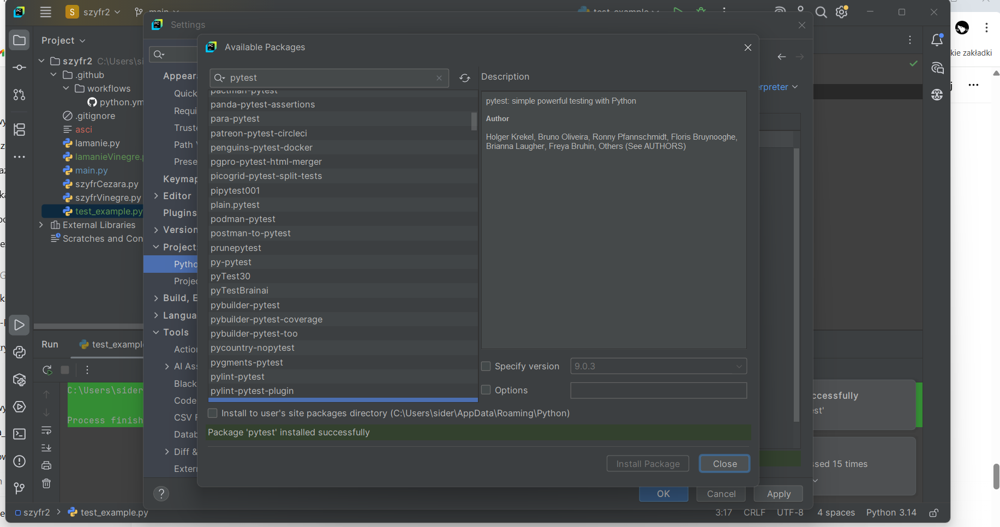 S szyfr2
Settings
Available Packages
Project
szyfr2
.github
workflows
python.ym
.gitignore
asci
lamanie.py
lamanieVinegre.
main.py
szyfrCezara.py
szyfrVinegre.py
test_example.py
External Libraries
Scratches and Con
Appear
Quick
Requi
Trust
Path
Prese
Keymap
Editor
Plugins
Version
Project
Pytho
Projec
Build, E
Langua
Tools
Action
AI Ass
Black
Code
CSV F
Datab
Diff &
Extern
pytest
pacman-pytest
panda-pytest-assertions
para-pytest
patreon-pytest-circleci
penguins-pytest-docker
pgpro-pytest-html-merger
picogrid-pytest-split-tests
pipytest001
plain.pytest
podman-pytest
postman-to-pytest
prunepytest
py-pytest
pyTest30
pyTestBrainai
pybuilder-pytest
pybuilder-pytest-coverage
pybuilder-pytest-too
pycountry-nopytest
pygments-pytest
pylint-pytest
pylint-pytest-plugin
Description
pytest: simple powerful testing with Python
Author
Holger Krekel, Bruno Oliveira, Ronny Pfannschmidt, Floris Bruynooghe,
Brianna Laugher, Freya Bruhin, Others (See AUTHORS)
Specify version 9.0.3
Options
Install to user's site packages directory (C:\Users\sider\AppData\Roaming\Python)
Package 'pytest' installed successfully
Install Package Close
OK Cancel Apply
erpreter
kie zakładki
Run test_exampl
C:\Users\sider
Process finish
ccessfully
st'
ssed 15 times
szyfr2 > test_example.py
3:17 CRLF UTF-8 4 spaces Python 3.14